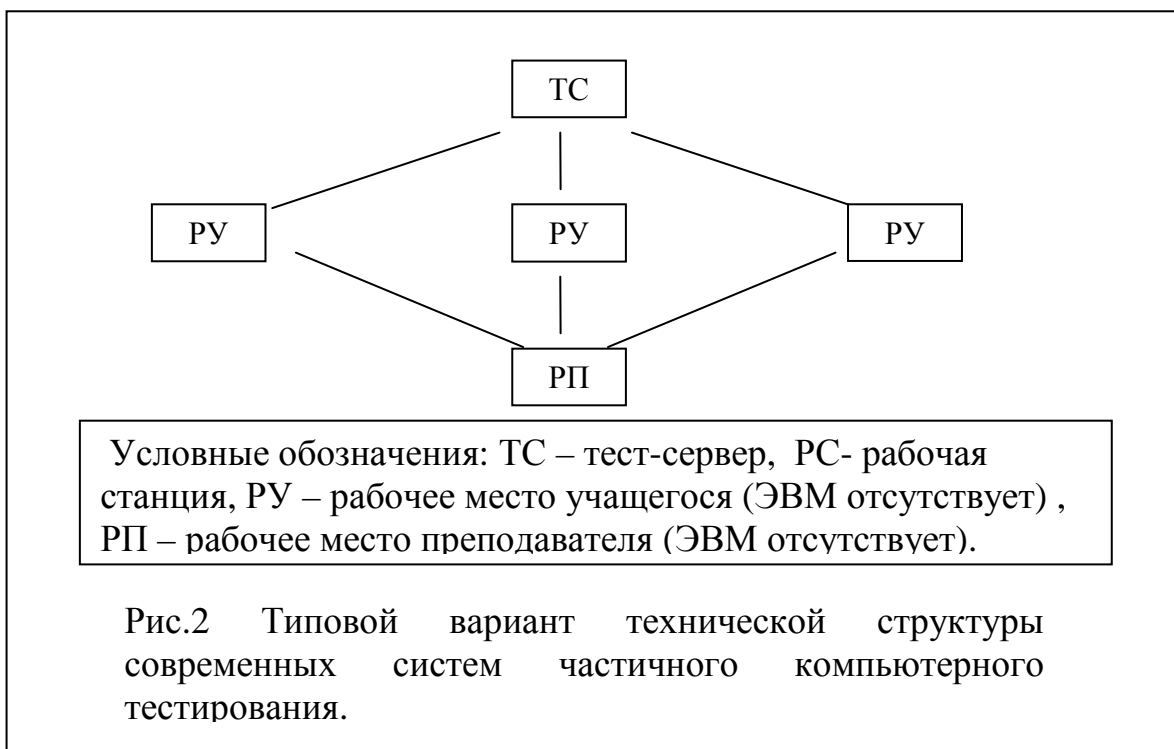 ТС
РУ РУ РУ
РП
Условные обозначения: ТС – тест-сервер, РС- рабочая
станция, РУ – рабочее место учащегося (ЭВМ отсутствует) ,
РП – рабочее место преподавателя (ЭВМ отсутствует).
Рис.2 Типовой вариант технической структуры
современных систем частичного компьютерного
тестирования.